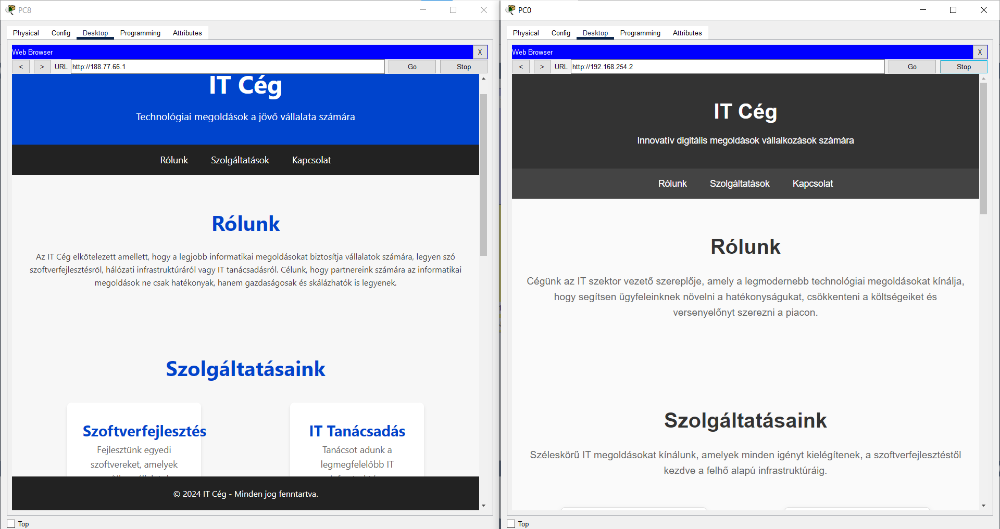 PC8
Physical Config Desktop Programming Attributes
Web Browser X
< > URL http://188.77.66.1 Go Stop
IT Cég
Technológiai megoldások a jövő vállalata számára
Rólunk Szolgáltatások Kapcsolat
Rólunk
Az IT Cég elkötelezett amellett, hogy a legjobb informatikai megoldásokat biztosítja vállalatok számára, legyen szó
szoftverfejlesztésről, hálózati infrastruktúráról vagy IT tanácsadásról. Célunk, hogy partnereink számára az informatikai
megoldások ne csak hatékonyak, hanem gazdaságosak és skálázhatók is legyenek.
Szolgáltatásaink
Szoftverfejlesztés
Fejlesztünk egyedi
szoftvereket, amelyek
IT Tanácsadás
Tanácsot adunk a
legmegfelelőbb IT
© 2024 IT Cég - Minden jog fenntartva.
Top
PC0
Physical Config Desktop Programming Attributes
Web Browser X
< > URL http://192.168.254.2 Go Stop
IT Cég
Innovatív digitális megoldások vállalkozások számára
Rólunk Szolgáltatások Kapcsolat
Rólunk
Cégünk az IT szektor vezető szereplője, amely a legmodernebb technológiai megoldásokat kínálja,
hogy segítsen ügyfeleinknek növelni a hatékonyságukat, csökkenteni a költségeiket és
versenyelőnyt szerezni a piacon.
Szolgáltatásaink
Széleskörű IT megoldásokat kínálunk, amelyek minden igényt kielégítenek, a szoftverfejlesztéstől
kezdve a felhő alapú infrastruktúráig.
Top